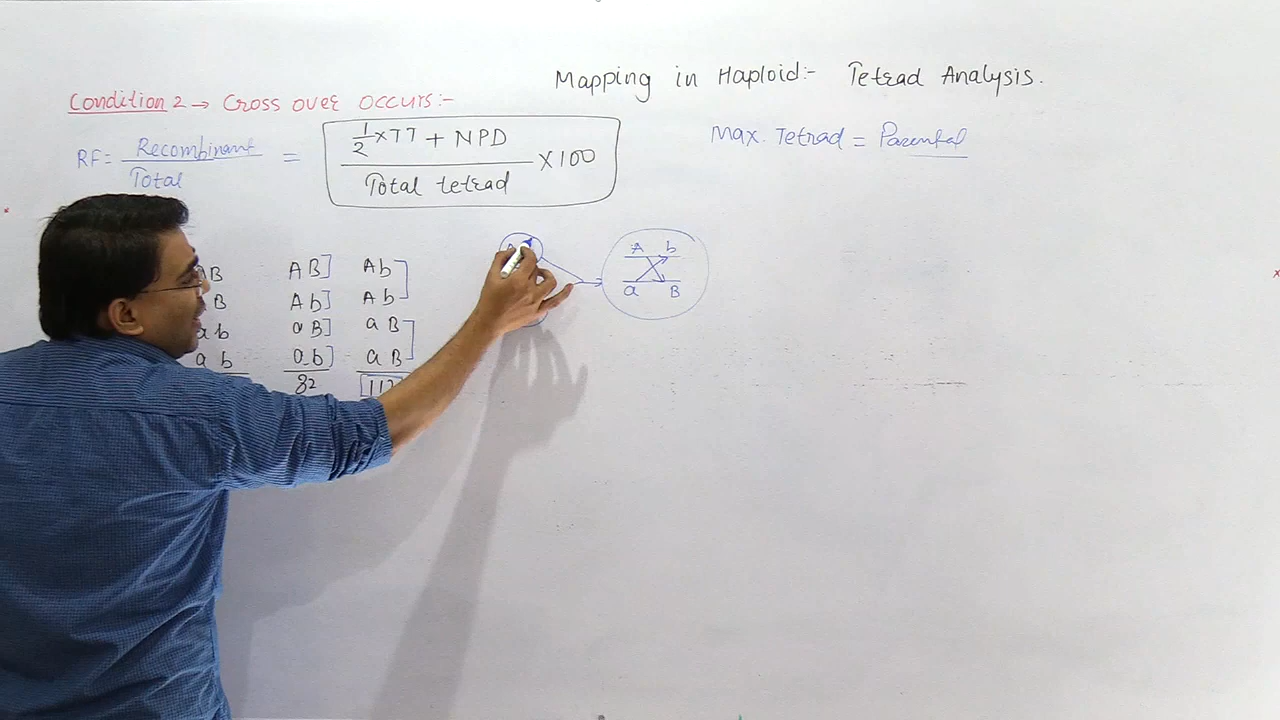 Mapping in Haploid:- Tetrad Analysis.
Condition 2 → Cross over occurs:-
RF = Recombinant / Total = 1/2 × TT + NPD / Total tetrad × 100
Max. Tetrad = Parental
B AB] Ab
B Ab] Ab
a b aB] aB
a b ab] aB
82 112
A b
a B